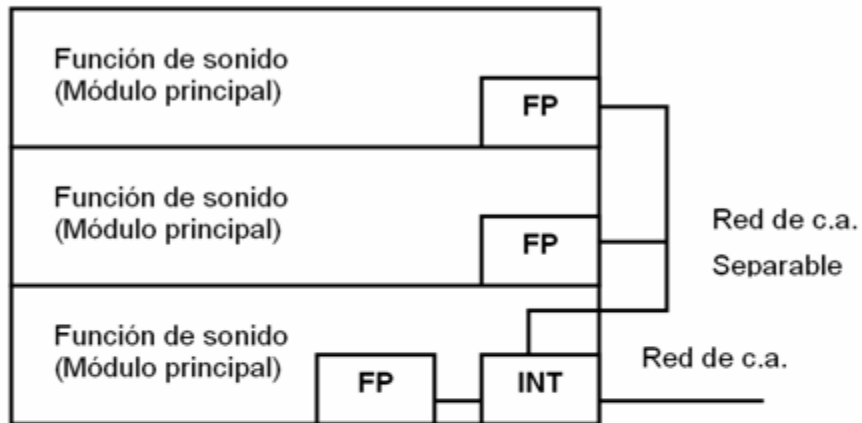 Función de sonido
(Módulo principal)
FP
Función de sonido
(Módulo principal)
FP
Red de c.a.
Separable
Función de sonido
(Módulo principal)
FP
INT
Red de c.a.